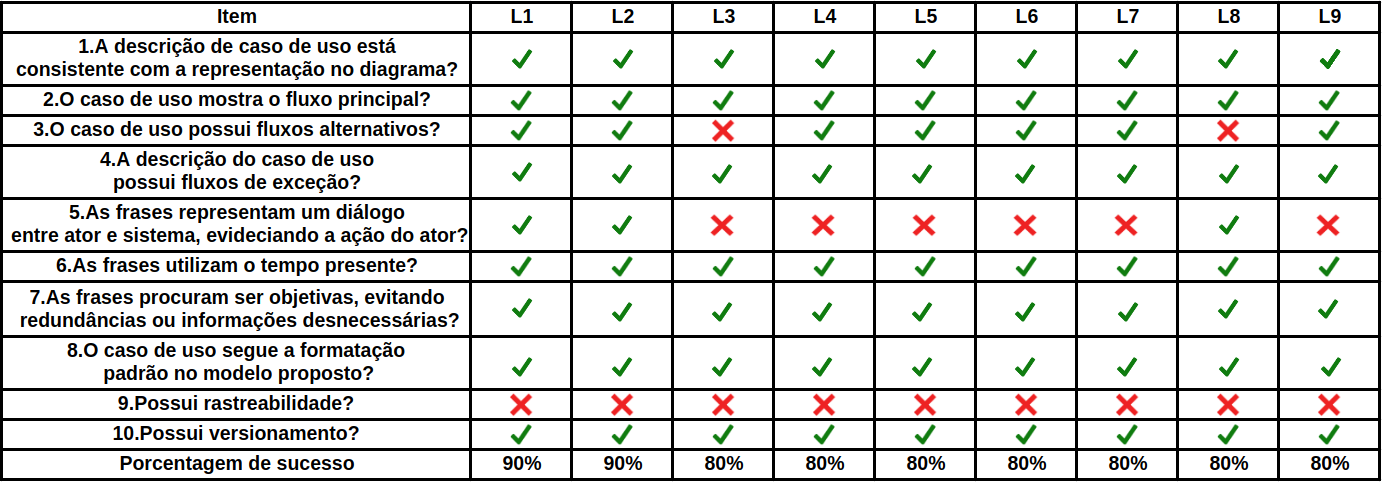 Item L1 L2 L3 L4 L5 L6 L7 L8 L9
1.A descrição de caso de uso está
consistente com a representação no diagrama?
2.O caso de uso mostra o fluxo principal?
3.O caso de uso possui fluxos alternativos?
4.A descrição do caso de uso
possui fluxos de exceção?
5.As frases representam um diálogo
entre ator e sistema, evideciando a ação do ator?
6.As frases utilizam o tempo presente?
7.As frases procuram ser objetivas, evitando
redundâncias ou informações desnecessárias?
8.O caso de uso segue a formatação
padrão no modelo proposto?
9.Possui rastreabilidade?
10.Possui versionamento?
Porcentagem de sucesso 90% 90% 80% 80% 80% 80% 80% 80% 80%